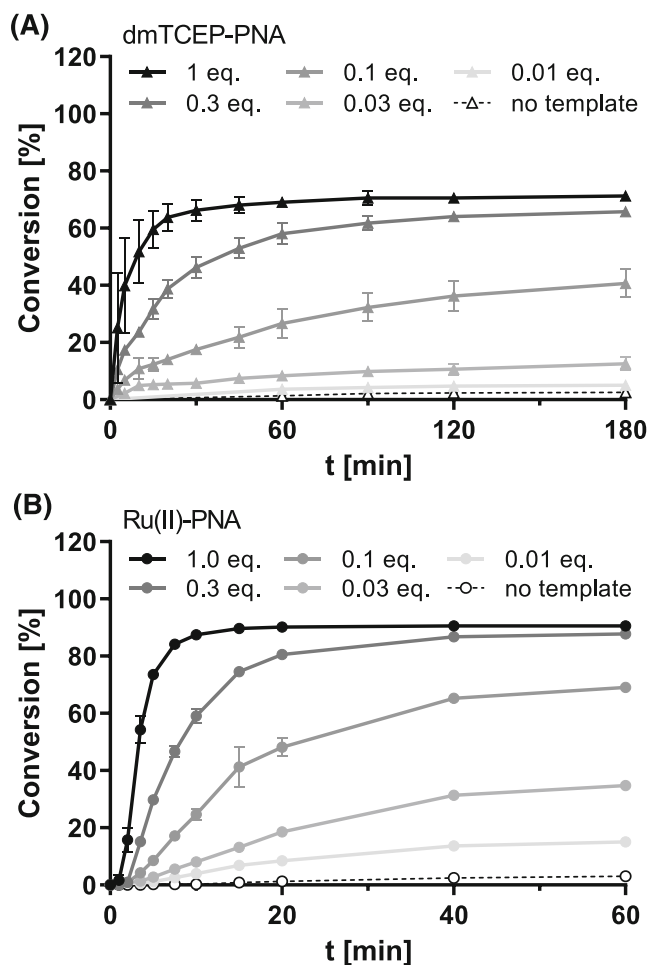 (A)
dmTCEP-PNA
1 eq. 0.1 eq. 0.01 eq.
0.3 eq. 0.03 eq. no template
Conversion [%]
120
100
80
60
40
20
0
0 60 120 180
t [min]
(B)
Ru(II)-PNA
1.0 eq. 0.1 eq. 0.01 eq.
0.3 eq. 0.03 eq. no template
Conversion [%]
120
100
80
60
40
20
0
0 20 40 60
t [min]